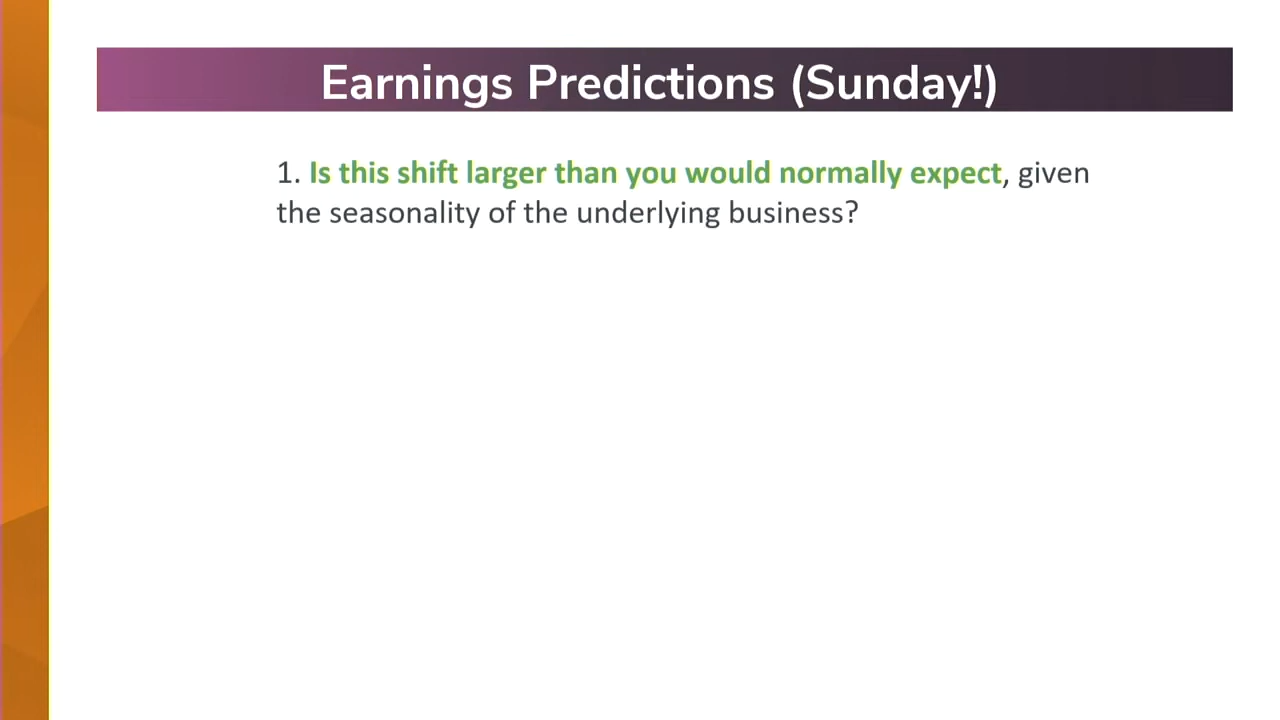 Earnings Predictions (Sunday!)
1. Is this shift larger than you would normally expect, given
the seasonality of the underlying business?